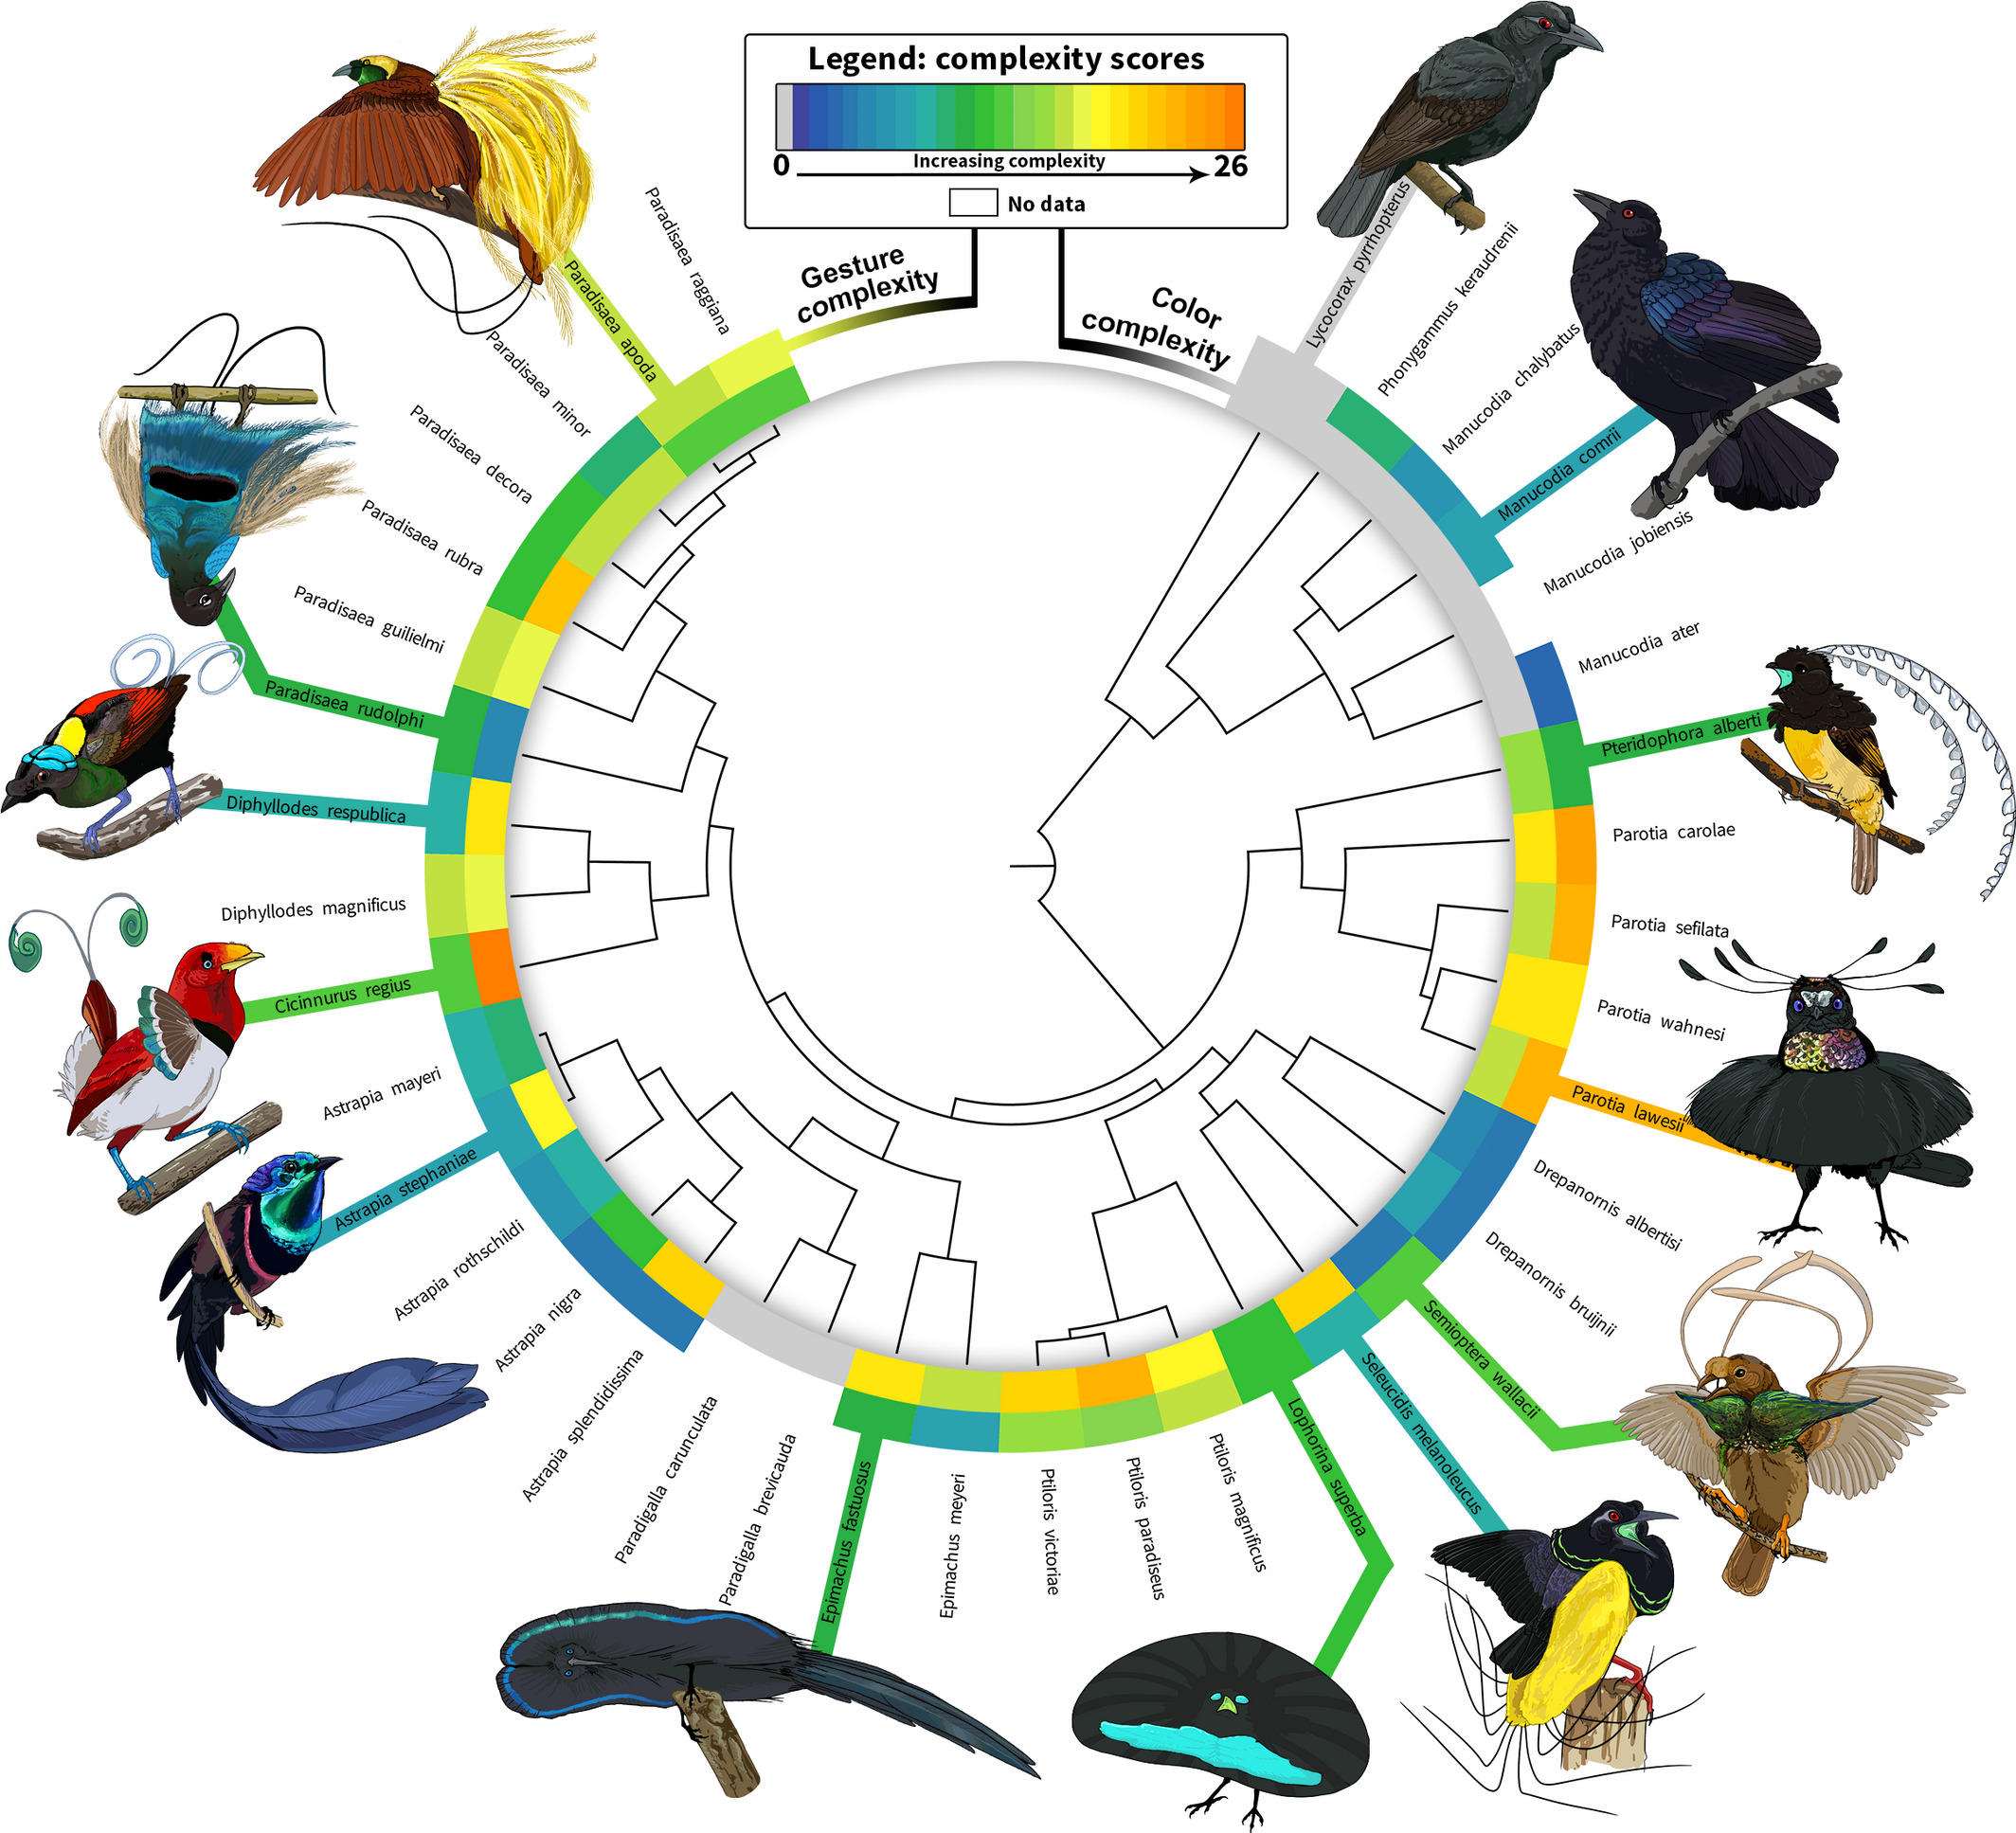 Legend: complexity scores
0
Increasing complexity
26
No data
Gesture
complexity
Color
complexity
Lycocorax pyrrhopterus
Phonygammus keraudrenii
Manucodia chalybatus
Manucodia comrii
Manucodia jobiensis
Manucodia ater
Pteridophora alberti
Parotia carolae
Parotia sefilata
Parotia wahnesi
Parotia lawesii
Drepanornis albertisi
Drepanornis bruijnii
Semioptera wallacii
Seleucidis melanoleucus
Lophorina superba
Ptiloris magnificus
Ptiloris paradiseus
Ptiloris victoriae
Epimachus meyeri
Epimachus fastuosus
Paradigalla brevicauda
Paradigalla carunculata
Astrapia splendidissima
Astrapia nigra
Astrapia rothschildi
Astrapia stephaniae
Astrapia mayeri
Cicinnurus regius
Diphyllodes magnificus
Diphyllodes respublica
Paradisaea rudolphi
Paradisaea guilielmi
Paradisaea rubra
Paradisaea decora
Paradisaea minor
Paradisaea apoda
Paradisaea raggiana